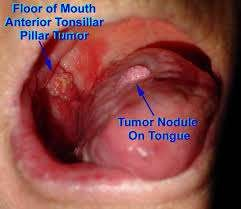 Floor of Mouth
Anterior Tonsillar
Pillar Tumor
Tumor Nodule
On Tongue